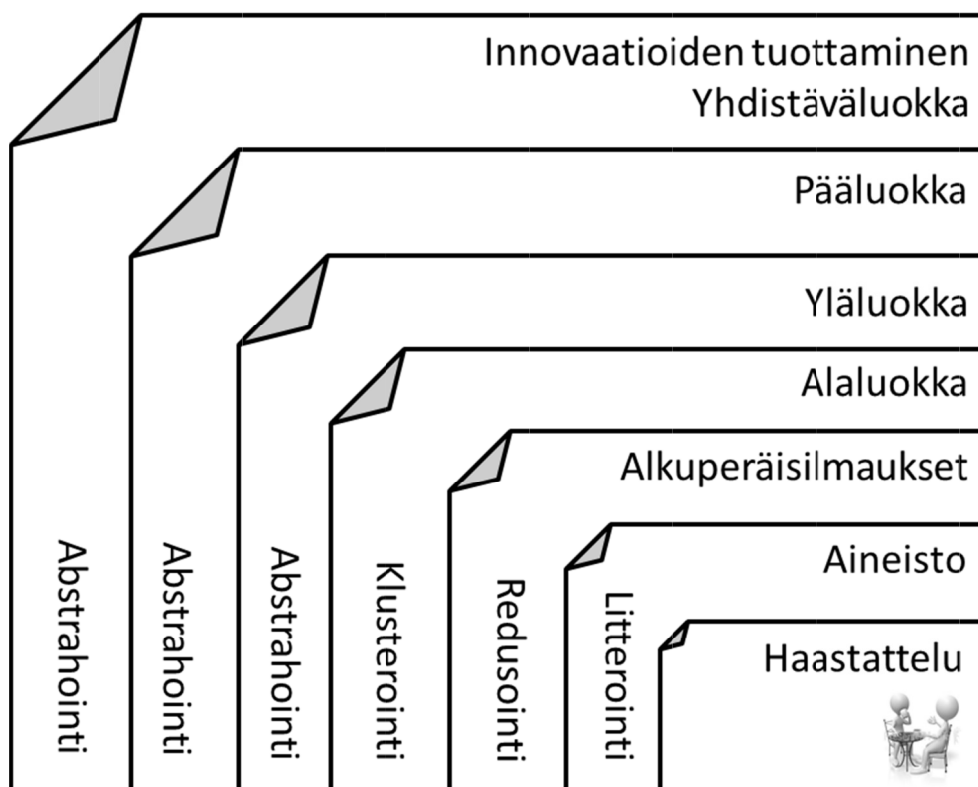 Innovaatioiden tuottaminen
Yhdistäväluokka
Pääluokka
Yläluokka
Alaluokka
Alkuperäisilmaukset
Aineisto
Haastattelu
Abstrahointi
Abstrahointi
Abstrahointi
Klusterointi
Redusointi
Litterointi